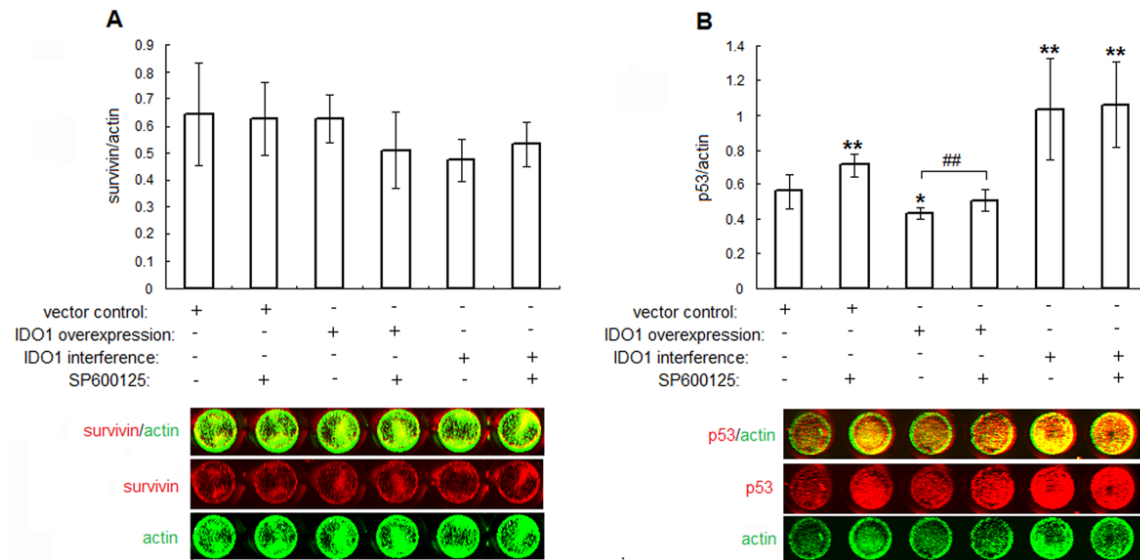 A
0.9
0.8
0.7
0.6
0.5
0.4
0.3
0.2
0.1
0
survivin/actin
vector control: + + - - - -
IDO1 overexpression: - - + + - -
IDO1 interference: - - - - + +
SP600125: - + - + - +
survivin/actin
survivin
actin
B
1.4
1.2
1
0.8
0.6
0.4
0.2
0
p53/actin
**
*
##
**
**
vector control: + + - - - -
IDO1 overexpression: - - + + - -
IDO1 interference: - - - - + +
SP600125: - + - + - +
p53/actin
p53
actin